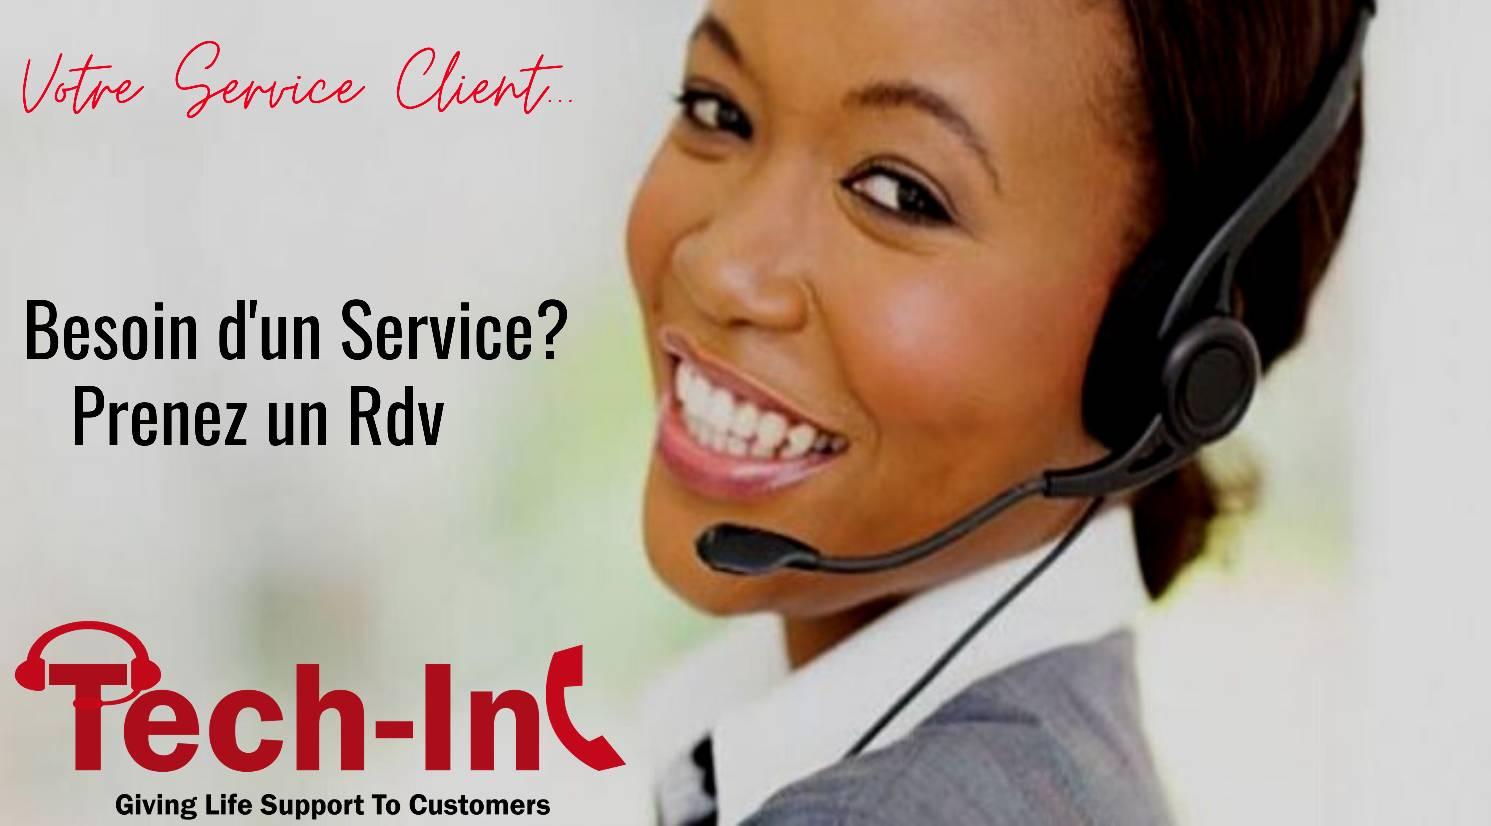 Votre Service Client...
Besoin d'un Service?
Prenez un Rdv
Tech-Inc
Giving Life Support To Customers